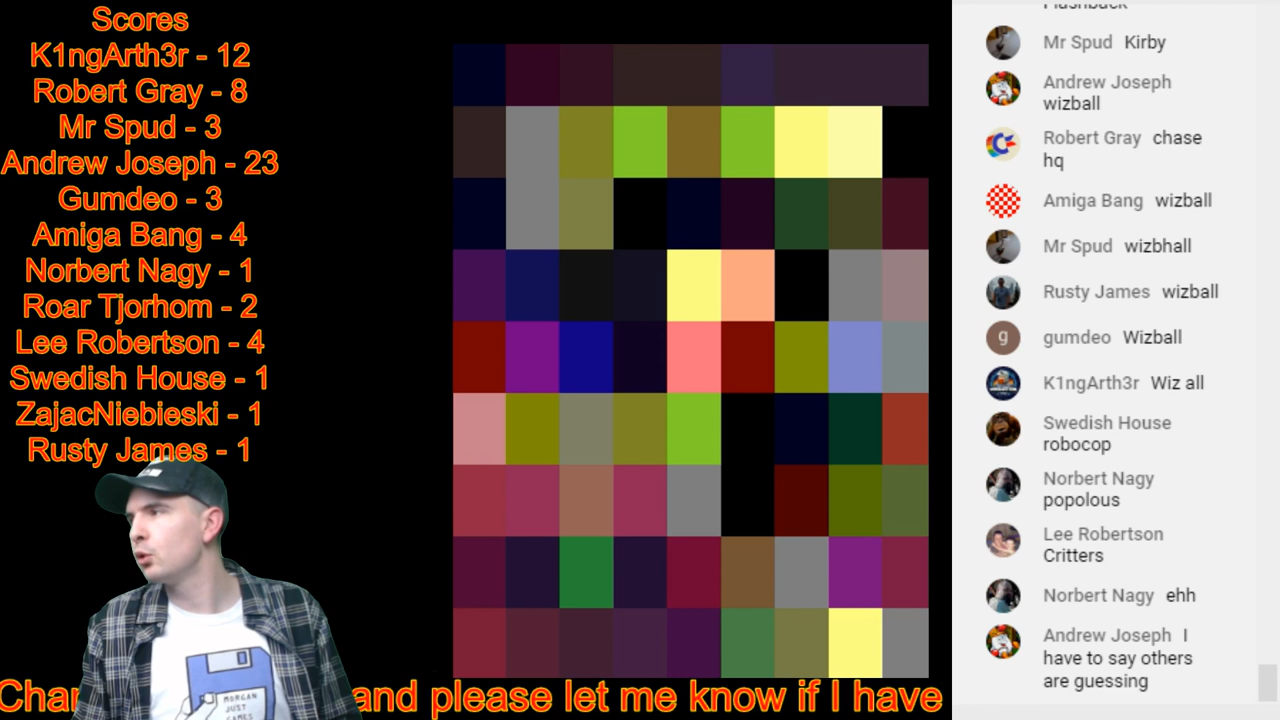 Scores
K1ngArth3r - 12
Robert Gray - 8
Mr Spud - 3
Andrew Joseph - 23
Gumdeo - 3
Amiga Bang - 4
Norbert Nagy - 1
Roar Tjorhom - 2
Lee Robertson - 4
Swedish House - 1
ZajacNiebieski - 1
Rusty James - 1
MORGAN
JUST
GAMES
and please let me know if I have
Flashback
Mr Spud Kirby
Andrew Joseph
wizball
Robert Gray chase
hq
Amiga Bang wizball
Mr Spud wizbhall
Rusty James wizball
g
gumdeo Wizball
K1ngArth3r Wiz all
Swedish House
robocop
Norbert Nagy
popolous
Lee Robertson
Critters
Norbert Nagy ehh
Andrew Joseph I
have to say others
are guessing